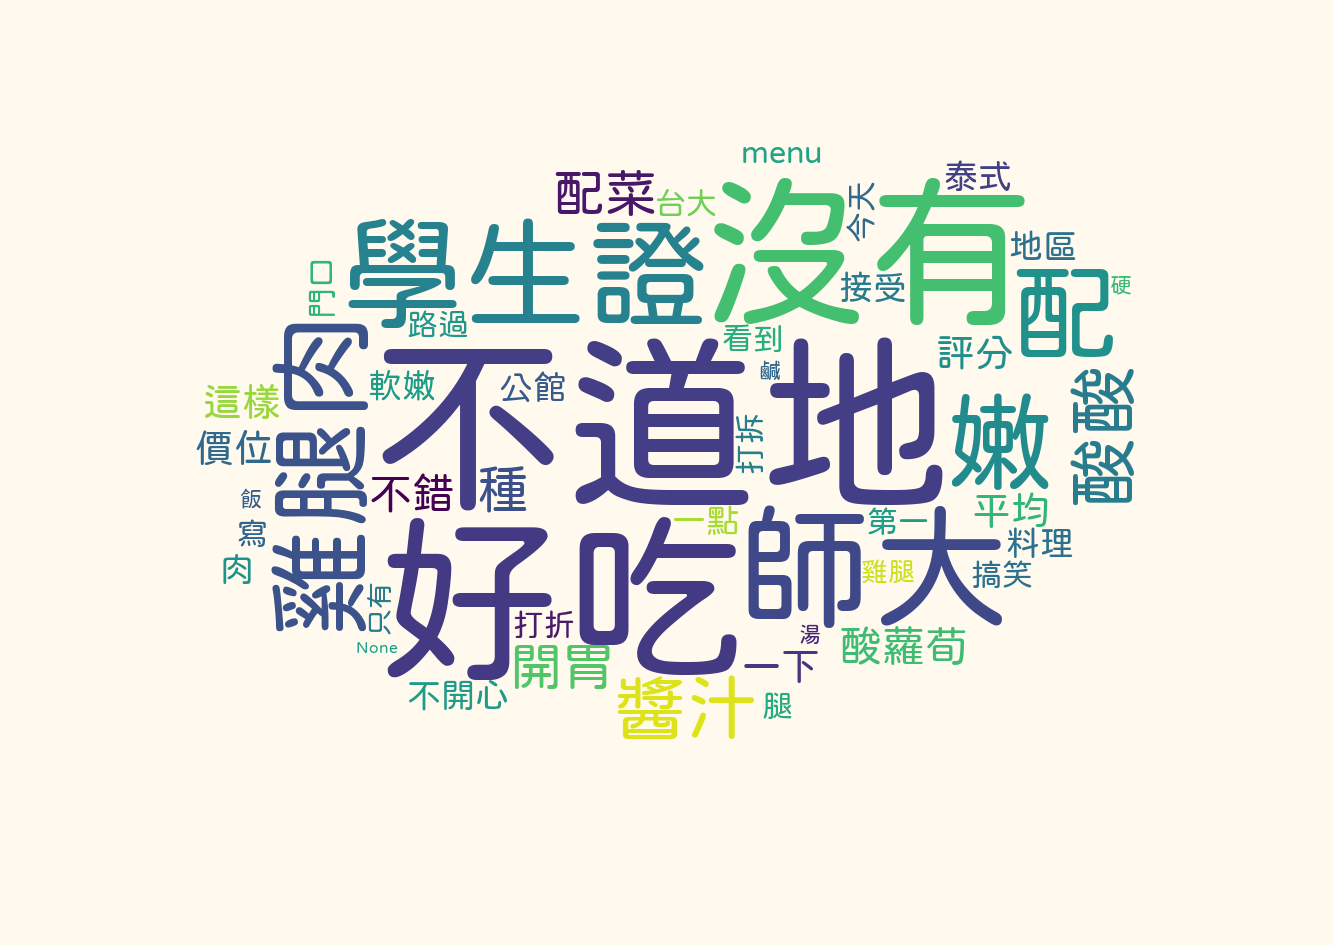 menu
泰式
配菜
台大
沒有
今天
學生證
地區
門口
接受
配
硬
路過
看到
評分
雞腿肉
不道地
鹹
酸酸
這樣
軟嫩
公館
嫩
價位
打拆
不錯
種
飯
平均
寫
一點
師大
第一
料理
肉
好吃
雞腿
搞笑
只有
打折
湯
None
開胃
一下
酸蘿荀
不開心
醬汁
腿